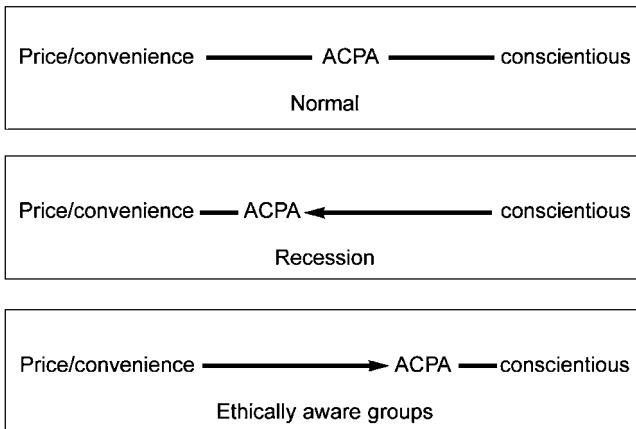 Price/convenience ACPA conscientious
Normal
Price/convenience ACPA conscientious
Recession
Price/convenience ACPA conscientious
Ethically aware groups